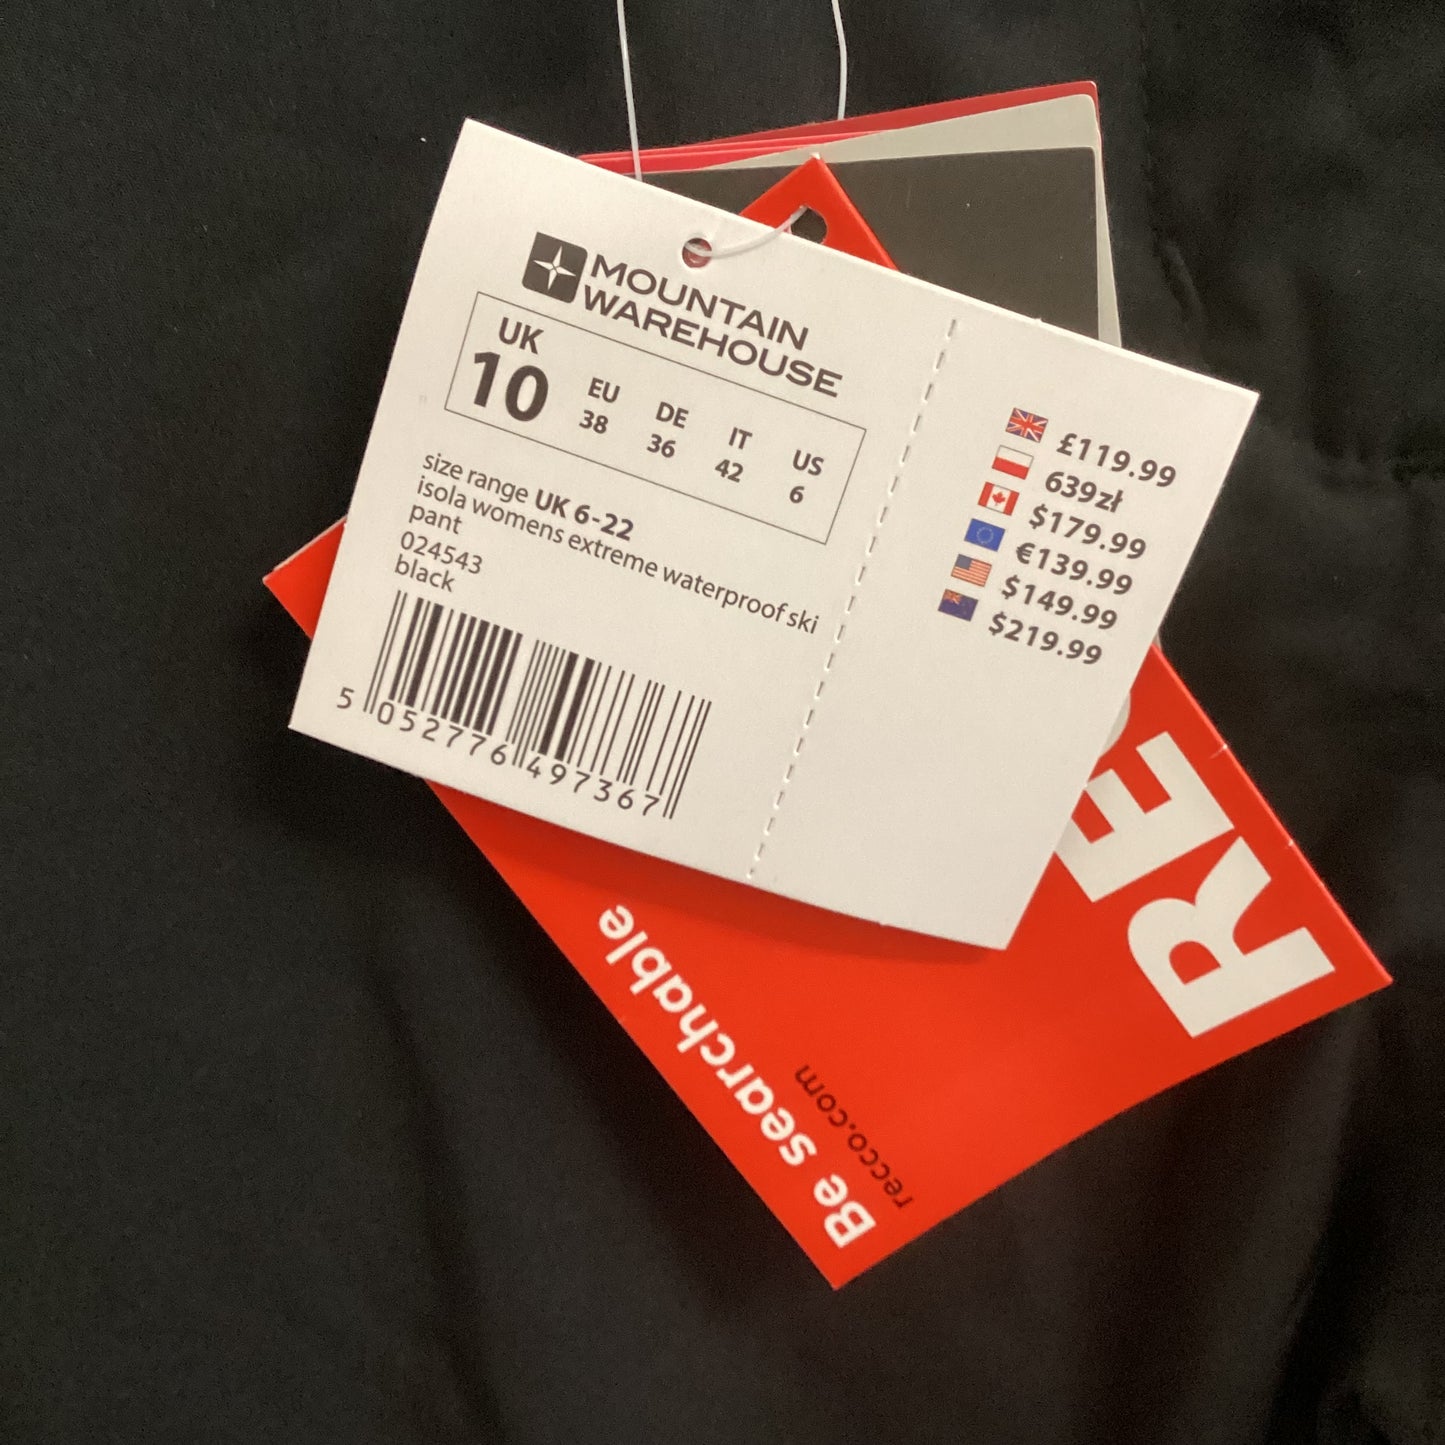 MOUNTAIN
WAREHOUSE
UK EU DE IT US
10 38 36 42 6
size range UK 6-22
isola womens extreme waterproof ski
pant
024543
black
5 052776 497367
£119.99
639zł
$179.99
€139.99
$149.99
$219.99
RE
Be searchable
recco.com